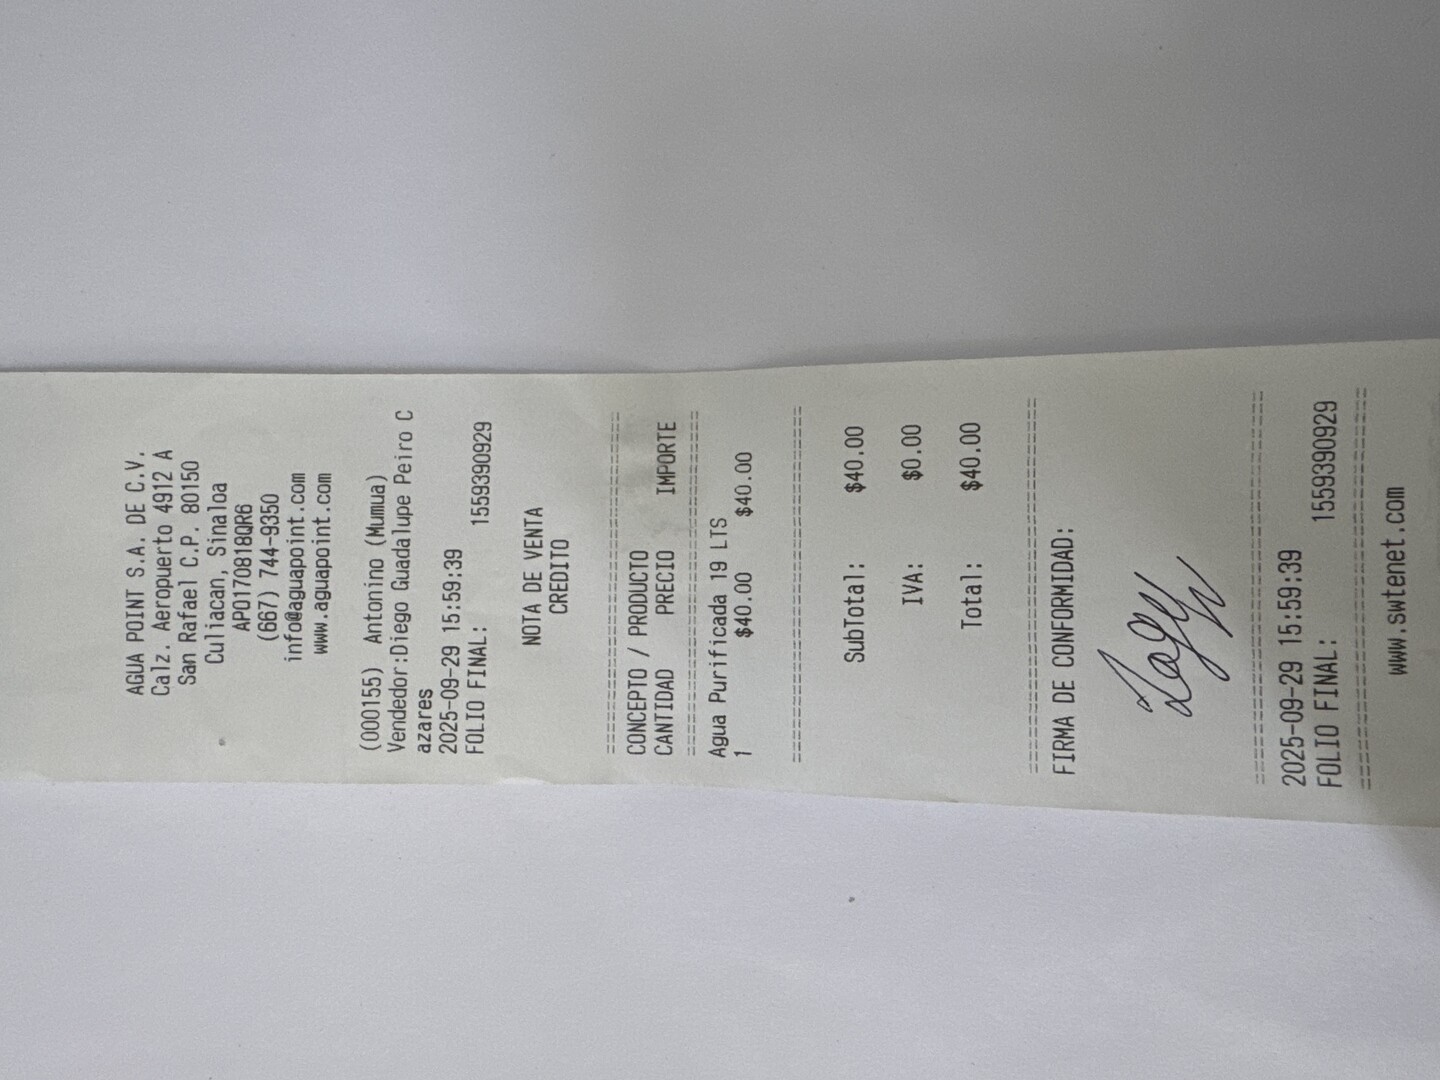 AGUA POINT S.A. DE C.V.
Calz. Aeropuerto 4912 A
San Rafael C.P. 80150
Culiacan, Sinaloa
APO170818QR6
(667) 744-9350
info@aguapoint.com
www.aguapoint.com
(000155) Antonino (Mumua)
Vendedor:Diego Guadalupe Peiro C
azares
2025-09-29 15:59:39
FOLIO FINAL: 1559390929
NOTA DE VENTA
CREDITO
================================
CONCEPTO / PRODUCTO
CANTIDAD PRECIO IMPORTE
================================
Agua Purificada 19 LTS
1 $40.00 $40.00
================================
SubTotal: $40.00
IVA: $0.00
Total: $40.00
================================
FIRMA DE CONFORMIDAD:
================================
2025-09-29 15:59:39
FOLIO FINAL: 1559390929
================================
www.swtenet.com